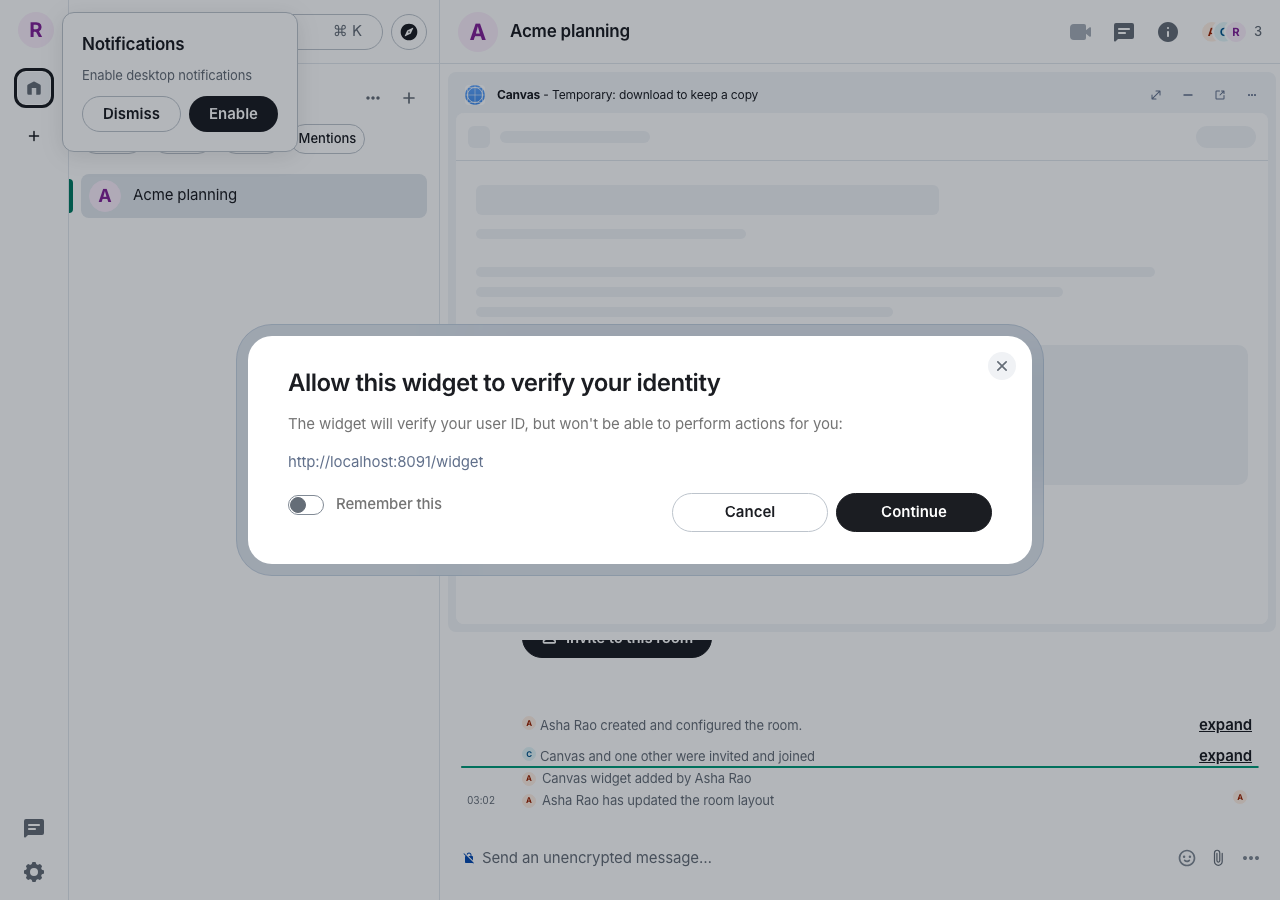 R
Notifications
Enable desktop notifications
Dismiss
Enable
⌘ K
Mentions
A Acme planning
A Acme planning
A C R 3
Canvas - Temporary: download to keep a copy
Allow this widget to verify your identity
The widget will verify your user ID, but won't be able to perform actions for you:
http://localhost:8091/widget
Remember this
Cancel
Continue
Invite to this room
A Asha Rao created and configured the room. expand
C Canvas and one other were invited and joined expand
A Canvas widget added by Asha Rao
03:02 A Asha Rao has updated the room layout A
Send an unencrypted message…